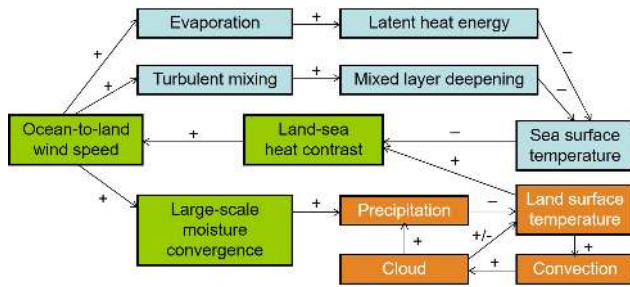 +
Evaporation
+
Latent heat energy
−
+
Turbulent mixing
+
Mixed layer deepening
−
Ocean-to-land
wind speed
+
Land-sea
heat contrast
−
Sea surface
temperature
+
+
Large-scale
moisture
convergence
+
Precipitation
−
Land surface
temperature
+
+/-
+
Cloud
+
Convection